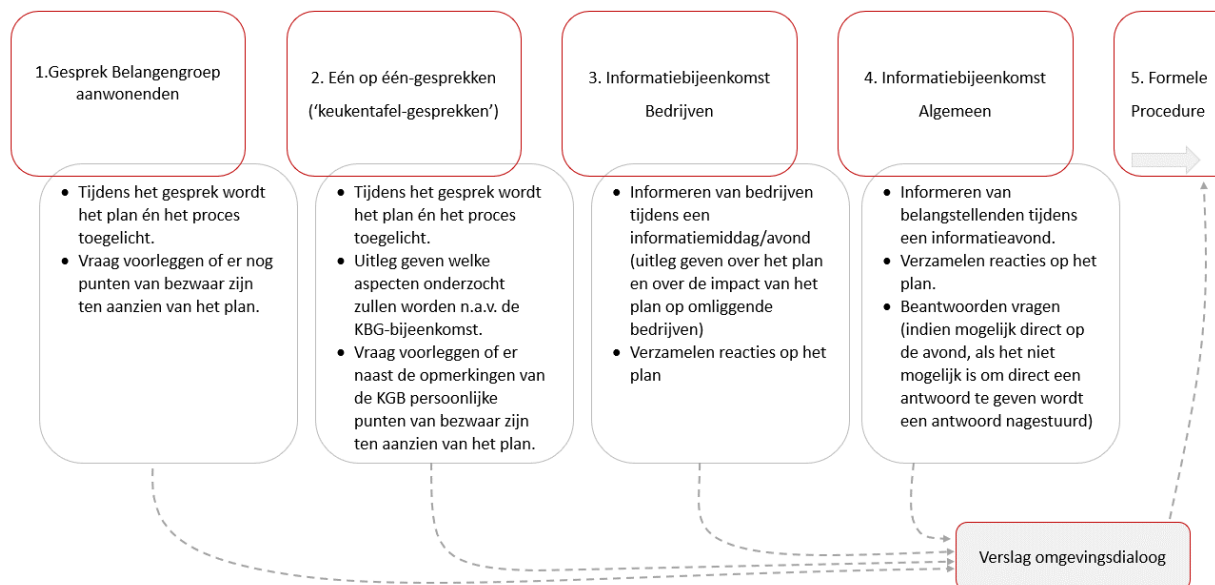 1.Gesprek Belangengroep
aanwonenden
• Tijdens het gesprek wordt
het plan én het proces
toegelicht.
• Vraag voorleggen of er nog
punten van bezwaar zijn
ten aanzien van het plan.
2. Eén op één-gesprekken
(‘keukentafel-gesprekken’)
• Tijdens het gesprek wordt
het plan én het proces
toegelicht.
• Uitleg geven welke
aspecten onderzocht
zullen worden n.a.v. de
KBG-bijeenkomst.
• Vraag voorleggen of er
naast de opmerkingen van
de KGB persoonlijke
punten van bezwaar zijn
ten aanzien van het plan.
3. Informatiebijeenkomst
Bedrijven
• Informeren van bedrijven
tijdens een
informatiemiddag/avond
(uitleg geven over het plan
en over de impact van het
plan op omliggende
bedrijven)
• Verzamelen reacties op het
plan
4. Informatiebijeenkomst
Algemeen
• Informeren van
belangstellenden tijdens
een informatieavond.
• Verzamelen reacties op het
plan.
• Beantwoorden vragen
(indien mogelijk direct op
de avond, als het niet
mogelijk is om direct een
antwoord te geven wordt
een antwoord nagestuurd)
5. Formele
Procedure
Verslag omgevingsdialoog